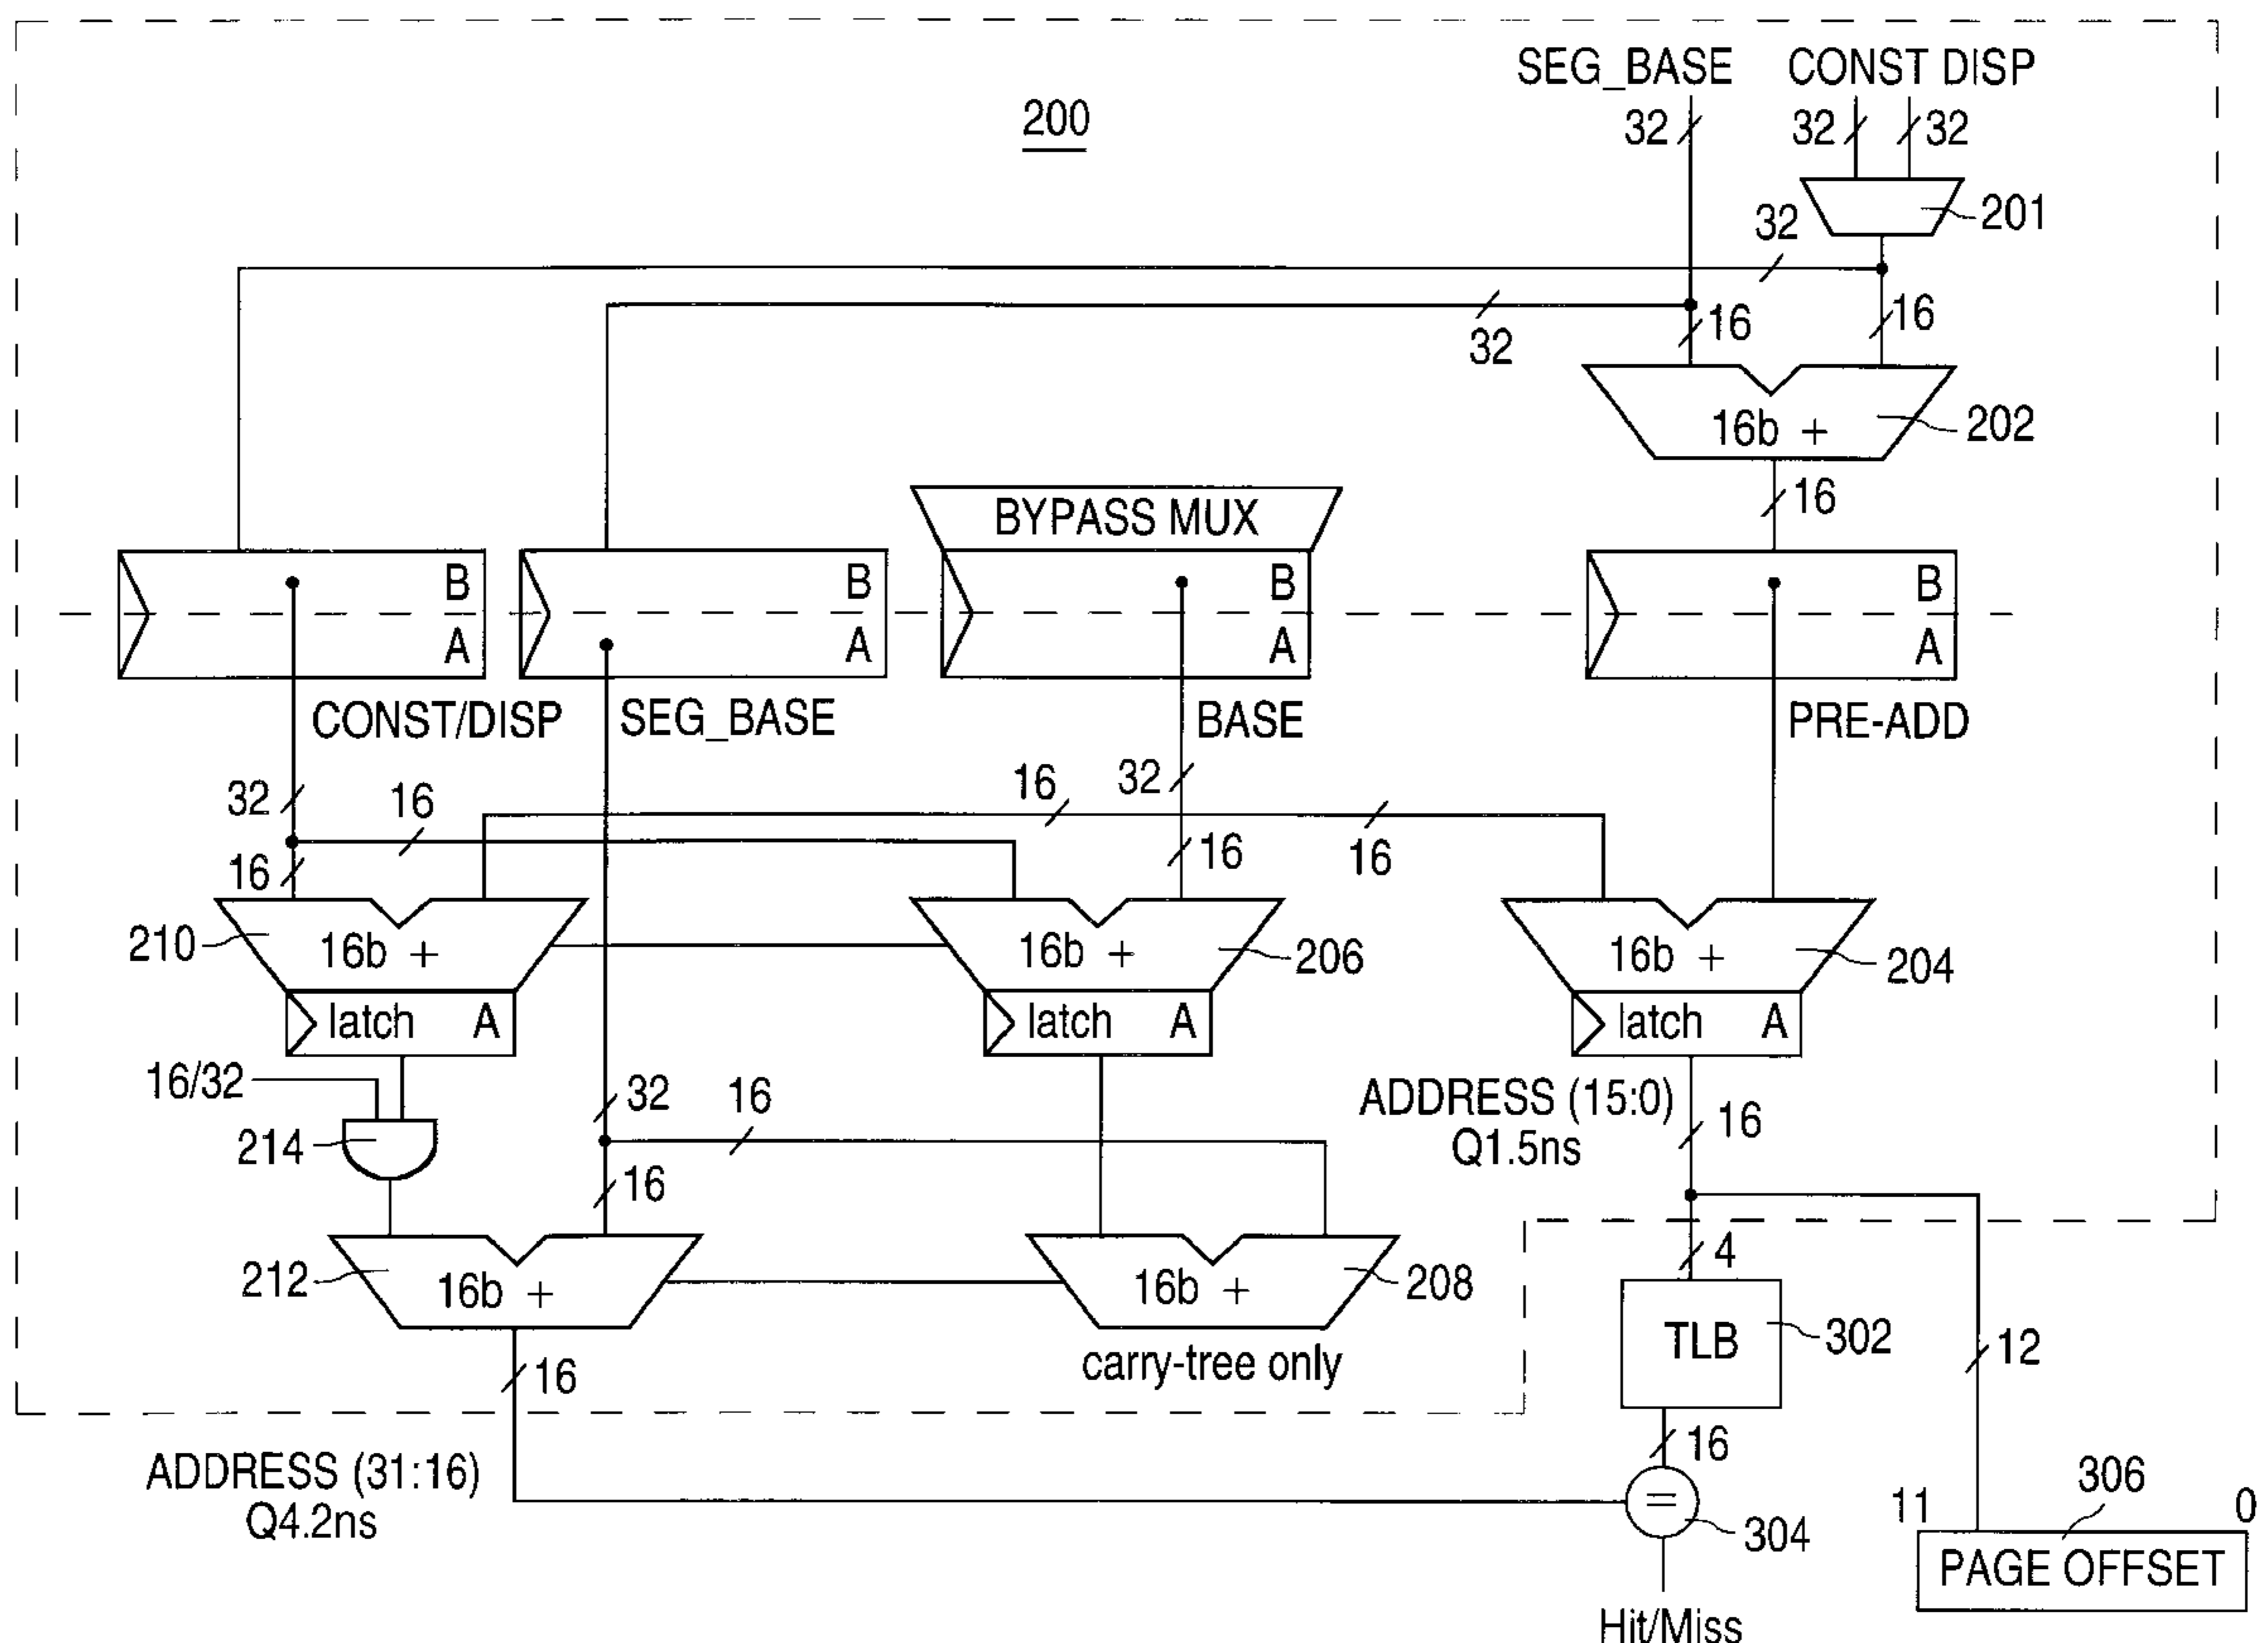 SEG_BASE CONST DISP
200
32 32 32
201
32
32
16 16
16b + 202
16
BYPASS MUX
B B B B
A A A A
CONST/DISP SEG_BASE BASE PRE-ADD
32 16 16 32
16 16 16
210 16b + 16b + 206 16b + 204
latch A latch A latch A
16/32
32 16 ADDRESS (15:0) 16
214 Q1.5ns
16
4
212 16b + 16b + 208
TLB 302
12
carry-tree only
16
16
ADDRESS (31:16)
Q4.2ns
= 304
306
11 0
PAGE OFFSET
Hit/Miss